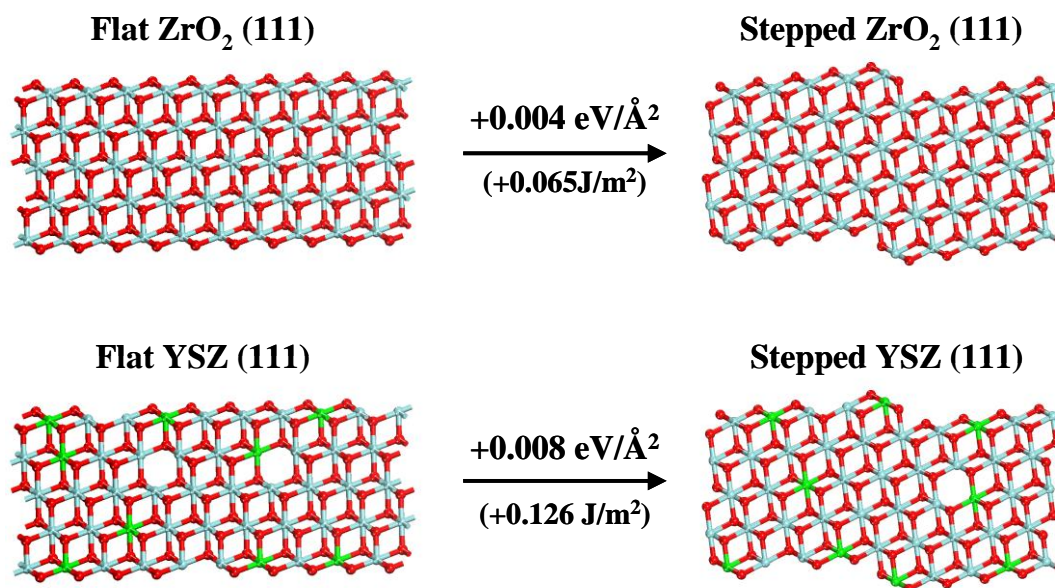 Flat ZrO₂ (111)
Stepped ZrO₂ (111)
+0.004 eV/Å²
(+0.065J/m²)
Flat YSZ (111)
Stepped YSZ (111)
+0.008 eV/Å²
(+0.126 J/m²)